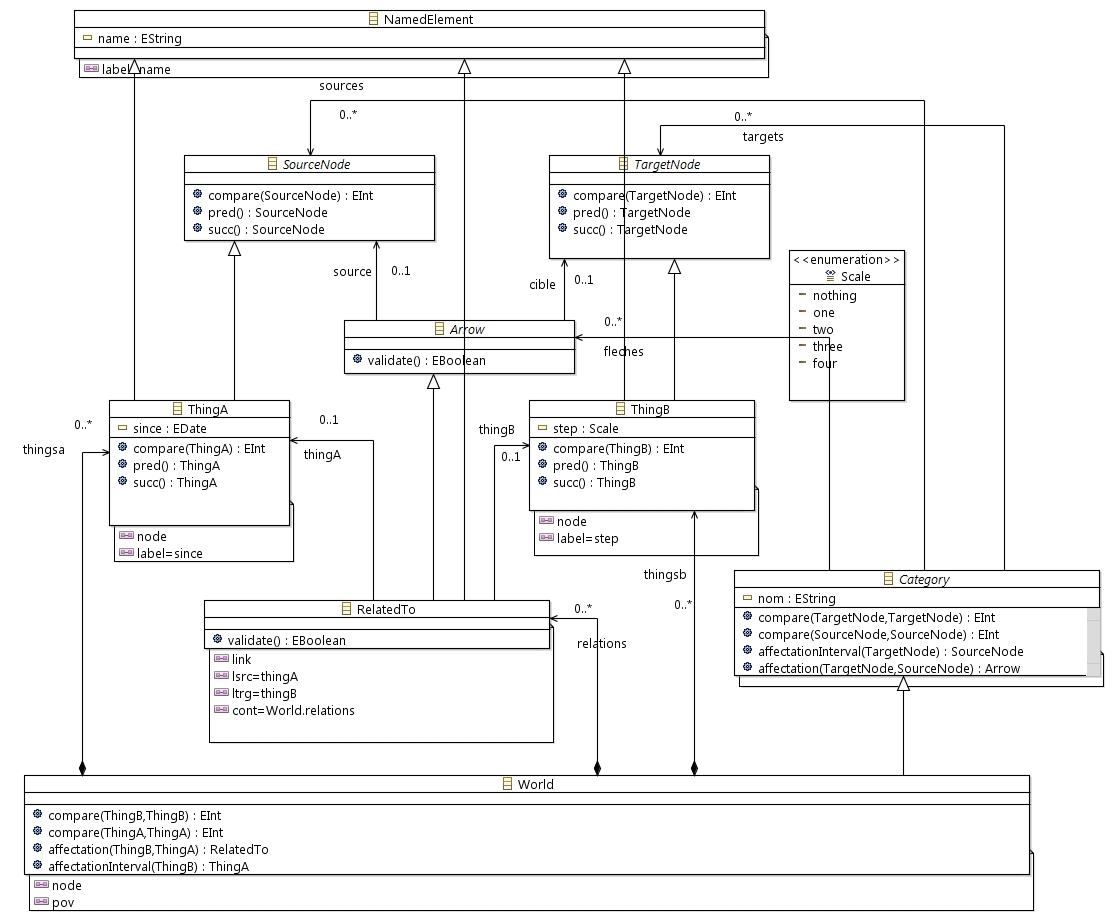 NamedElement
name : EString
label=name
sources
0..*
0..*
targets
SourceNode
compare(SourceNode) : EInt
pred() : SourceNode
succ() : SourceNode
TargetNode
compare(TargetNode) : EInt
pred() : TargetNode
succ() : TargetNode
<<enumeration>>
Scale
nothing
one
two
three
four
source
0..1
cible
0..1
Arrow
validate() : EBoolean
0..*
fleches
ThingA
since : EDate
compare(ThingA) : EInt
pred() : ThingA
succ() : ThingA
node
label=since
0..*
thingsa
0..1
thingA
thingB
0..1
ThingB
step : Scale
compare(ThingB) : EInt
pred() : ThingB
succ() : ThingB
node
label=step
thingsb
0..*
Category
nom : EString
compare(TargetNode,TargetNode) : EInt
compare(SourceNode,SourceNode) : EInt
affectationInterval(TargetNode) : SourceNode
affectation(TargetNode,SourceNode) : Arrow
RelatedTo
validate() : EBoolean
link
lsrc=thingA
ltrg=thingB
cont=World.relations
0..*
relations
World
compare(ThingB,ThingB) : EInt
compare(ThingA,ThingA) : EInt
affectation(ThingB,ThingA) : RelatedTo
affectationInterval(ThingB) : ThingA
node
pov